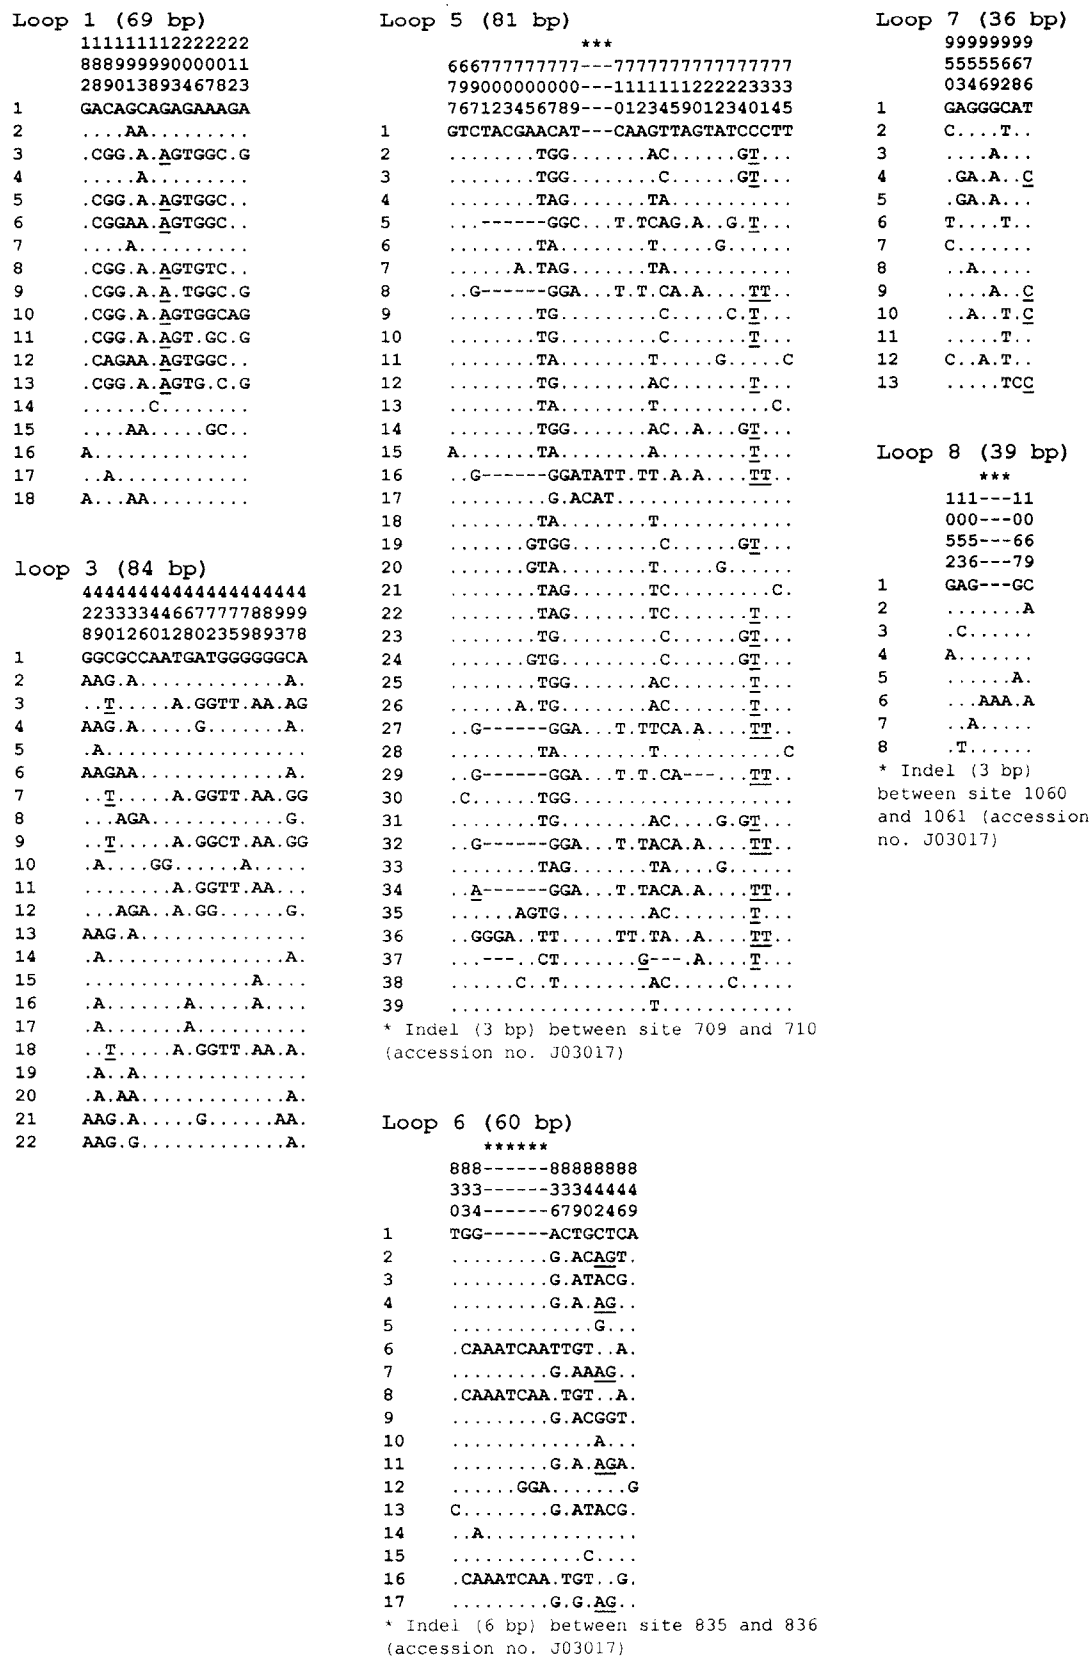 Loop 1 (69 bp)
111111112222222
888999990000011
289013893467823
1 GACAGCAGAGAAAGA
2 ....AA.........
3 .CGG.A.AGTGGC.G
4 .....A.........
5 .CGG.A.AGTGGC..
6 .CGGAA.AGTGGC..
7 ....A..........
8 .CGG.A.AGTGTC..
9 .CGG.A.A.TGGC.G
10 .CGG.A.AGTGGCAG
11 .CGG.A.AGT.GC.G
12 .CAGAA.AGTGGC..
13 .CGG.A.AGTG.C.G
14 ......C........
15 ....AA.....GC..
16 A..............
17 ..A............
18 A...AA.........
loop 3 (84 bp)
44444444444444444444
22333344667777788999
89012601280235989378
1 GGCGCCAATGATGGGGGGCA
2 AAG.A.............A.
3 ..T.....A.GGTT.AA.AG
4 AAG.A.....G.......A.
5 .A..................
6 AAGAA.............A.
7 ..T.....A.GGTT.AA.GG
8 ...AGA............G.
9 ..T.....A.GGCT.AA.GG
10 .A....GG......A.....
11 ........A.GGTT.AA...
12 ...AGA..A.GG......G.
13 AAG.A...............
14 .A................A.
15 ...............A....
16 .A.......A.....A....
17 .A.......A..........
18 ..T.....A.GGTT.AA.A.
19 .A..A...............
20 .A.AA.............A.
21 AAG.A.....G......AA.
22 AAG.G.............A.
Loop 5 (81 bp)
***
666777777777---7777777777777777
799000000000---1111111222223333
767123456789---0123459012340145
1 GTCTACGAACAT---CAAGTTAGTATCCCTT
2 ........TGG.......AC......GT...
3 ........TGG........C......GT...
4 ........TAG.......TA...........
5 ...------GGC...T.TCAG.A..G.T...
6 ........TA........T.....G......
7 ......A.TAG.......TA...........
8 ..G------GGA...T.T.CA.A....TT..
9 ........TG.........C.....C.T...
10 ........TG.........C.......T...
11 ........TA........T.....G.....C
12 ........TG........AC.......T...
13 ........TA........T..........C.
14 ........TGG.......AC..A...GT...
15 A.......TA........A........T...
16 ..G------GGATATT.TT.A.A....TT..
17 .........G.ACAT................
18 ........TA........T............
19 .......GTGG........C......GT...
20 .......GTA........T.....G......
21 ........TAG.......TC.........C.
22 ........TAG.......TC.......T...
23 ........TG.........C......GT...
24 .......GTG.........C......GT...
25 ........TGG.......AC.......T...
26 ......A.TG........AC.......T...
27 ..G------GGA...T.TTCA.A....TT..
28 ........TA........T...........C
29 ..G------GGA...T.T.CA---...TT..
30 .C......TGG....................
31 ........TG........AC....G.GT...
32 ..G------GGA...T.TACA.A....TT..
33 ........TAG.......TA....G......
34 ..A------GGA...T.TACA.A....TT..
35 ......AGTG........AC.......T...
36 ..GGGA..TT.....TT.TA..A....TT..
37 ...---..CT.......G---.A....T...
38 ......C..T........AC.....C.....
39 ..................T............
* Indel (3 bp) between site 709 and 710
(accession no. J03017)
Loop 6 (60 bp)
******
888------88888888
333------33344444
034------67902469
1 TGG------ACTGCTCA
2 .........G.ACAGT.
3 .........G.ATACG.
4 .........G.A.AG..
5 .............G...
6 .CAAATCAATTGT..A.
7 .........G.AAAG..
8 .CAAATCAA.TGT..A.
9 .........G.ACGGT.
10 .............A...
11 .........G.A.AGA.
12 ......GGA.......G
13 C........G.ATACG.
14 ..A..............
15 ............C....
16 .CAAATCAA.TGT..G.
17 .........G.G.AG..
* Indel (6 bp) between site 835 and 836
(accession no. J03017)
Loop 7 (36 bp)
99999999
55555667
03469286
1 GAGGGCAT
2 C....T..
3 ....A...
4 .GA.A..C
5 .GA.A...
6 T....T..
7 C.......
8 ..A.....
9 ....A..C
10 ..A..T.C
11 .....T..
12 C..A.T..
13 .....TCC
Loop 8 (39 bp)
***
111---11
000---00
555---66
236---79
1 GAG---GC
2 .......A
3 .C......
4 A.......
5 ......A.
6 ...AAA.A
7 ..A.....
8 .T......
* Indel (3 bp)
between site 1060
and 1061 (accession
no. J03017)